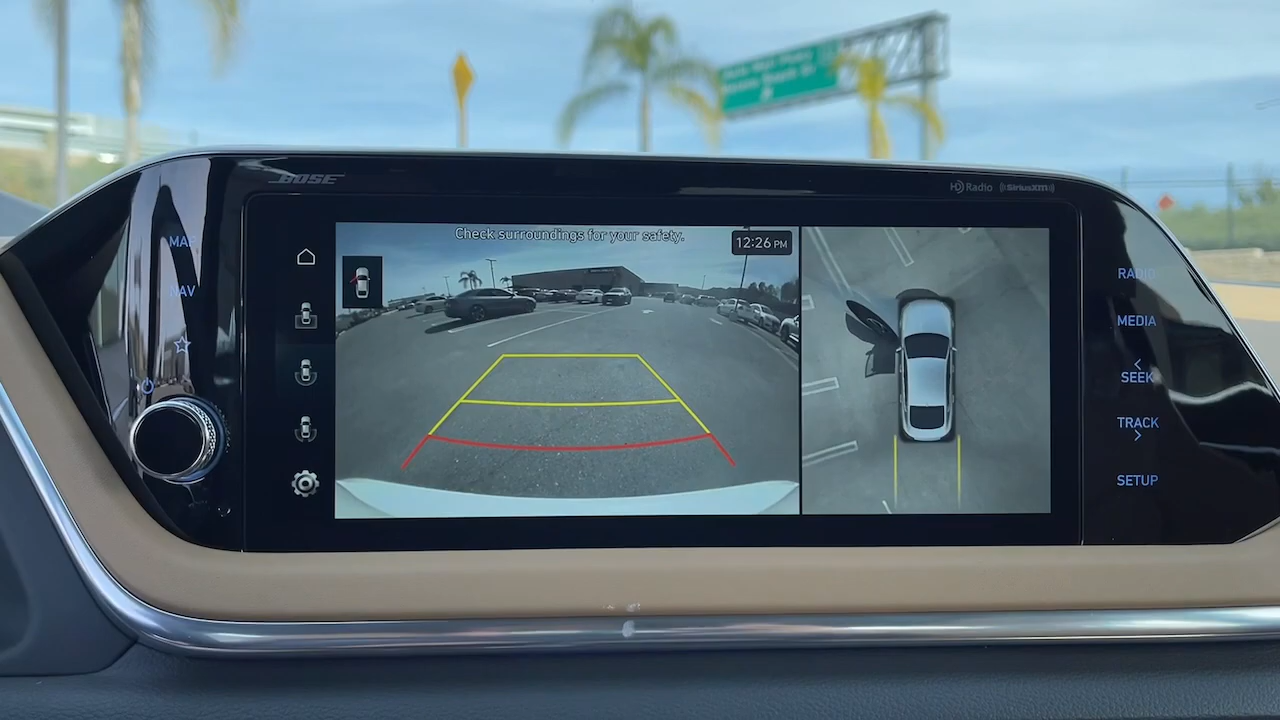 BOSE
HD Radio
((SiriusXM))
MAP
NAV
Check surroundings for your safety.
12:26 PM
RADIO
MEDIA
<
SEEK
TRACK
>
SETUP